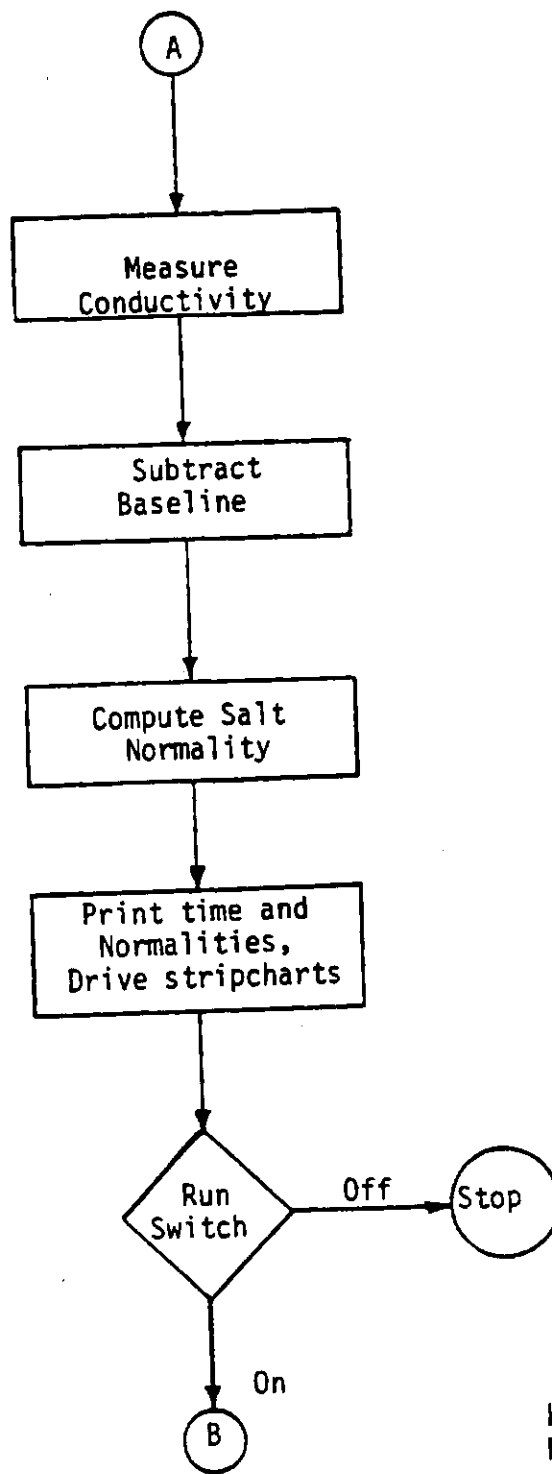 A
Measure
Conductivity
Subtract
Baseline
Compute Salt
Normality
Print time and
Normalities,
Drive stripcharts
Run
Switch
Off
Stop
On
B